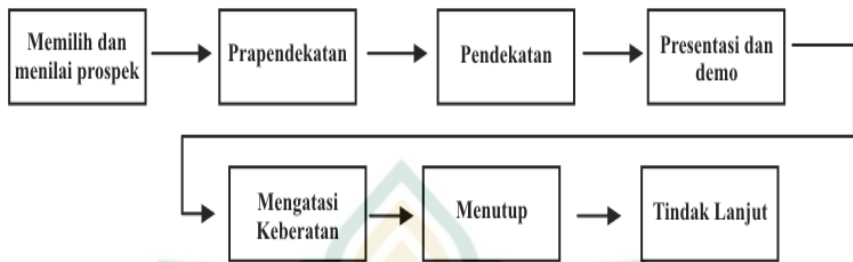 Memilih dan
menilai prospek
Prapendekatan
Pendekatan
Presentasi dan
demo
Mengatasi
Keberatan
Menutup
Tindak Lanjut